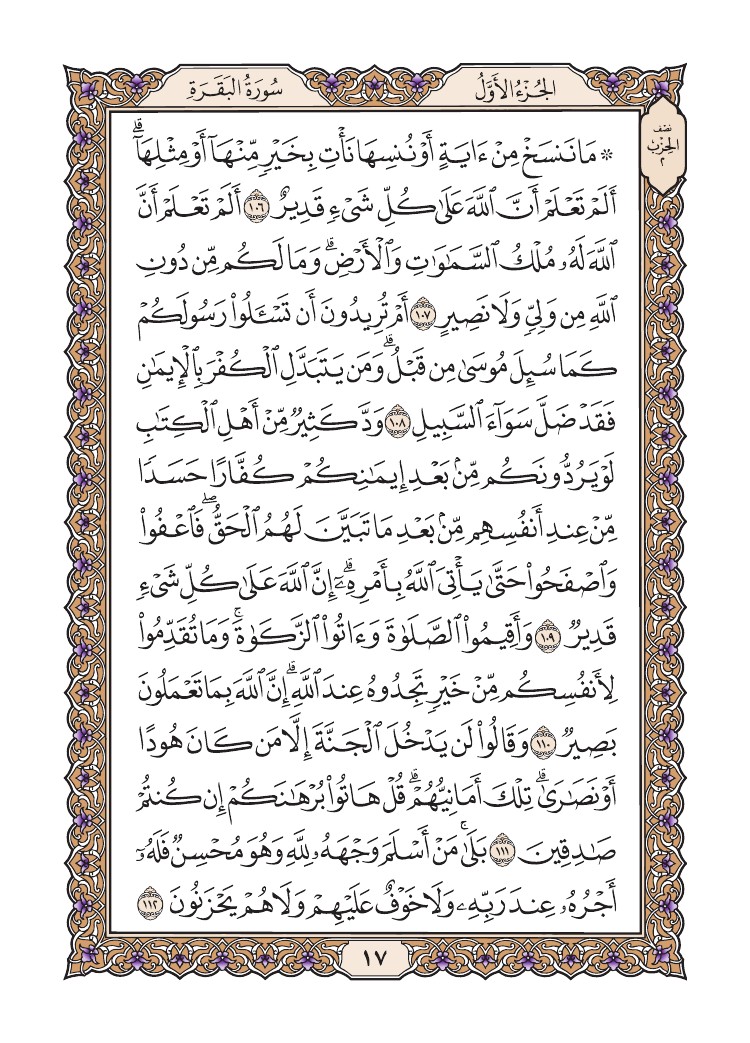 سُورَةُ البَقَرَةِ
الجُزْءُ الأَوَّلُ
نصف
الحزب
٢
* مَا نَنسَخۡ مِنۡ ءَايَةٍ أَوۡ نُنسِهَا نَأۡتِ بِخَيۡرٖ مِّنۡهَآ أَوۡ مِثۡلِهَآۗ
أَلَمۡ تَعۡلَمۡ أَنَّ ٱللَّهَ عَلَىٰ كُلِّ شَيۡءٖ قَدِيرٌ ١٠٦ أَلَمۡ تَعۡلَمۡ أَنَّ
ٱللَّهَ لَهُۥ مُلۡكُ ٱلسَّمَٰوَٰتِ وَٱلۡأَرۡضِۗ وَمَا لَكُم مِّن دُونِ
ٱللَّهِ مِن وَلِيّٖ وَلَا نَصِيرٍ ١٠٧ أَمۡ تُرِيدُونَ أَن تَسۡـَٔلُواْ رَسُولَكُمۡ
كَمَا سُئِلَ مُوسَىٰ مِن قَبۡلُۗ وَمَن يَتَبَدَّلِ ٱلۡكُفۡرَ بِٱلۡإِيمَٰنِ
فَقَدۡ ضَلَّ سَوَآءَ ٱلسَّبِيلِ ١٠٨ وَدَّ كَثِيرٞ مِّنۡ أَهۡلِ ٱلۡكِتَٰبِ
لَوۡ يَرُدُّونَكُم مِّنۢ بَعۡدِ إِيمَٰنِكُمۡ كُفَّارًا حَسَدٗا
مِّنۡ عِندِ أَنفُسِهِم مِّنۢ بَعۡدِ مَا تَبَيَّنَ لَهُمُ ٱلۡحَقُّۖ فَٱعۡفُواْ
وَٱصۡفَحُواْ حَتَّىٰ يَأۡتِيَ ٱللَّهُ بِأَمۡرِهِۦٓۗ إِنَّ ٱللَّهَ عَلَىٰ كُلِّ شَيۡءٖ
قَدِيرٞ ١٠٩ وَأَقِيمُواْ ٱلصَّلَوٰةَ وَءَاتُواْ ٱلزَّكَوٰةَۚ وَمَا تُقَدِّمُواْ
لِأَنفُسِكُم مِّنۡ خَيۡرٖ تَجِدُوهُ عِندَ ٱللَّهِۗ إِنَّ ٱللَّهَ بِمَا تَعۡمَلُونَ
بَصِيرٞ ١١٠ وَقَالُواْ لَن يَدۡخُلَ ٱلۡجَنَّةَ إِلَّا مَن كَانَ هُودًا
أَوۡ نَصَٰرَىٰۗ تِلۡكَ أَمَانِيُّهُمۡۗ قُلۡ هَاتُواْ بُرۡهَٰنَكُمۡ إِن كُنتُمۡ
صَٰدِقِينَ ١١١ بَلَىٰۚ مَنۡ أَسۡلَمَ وَجۡهَهُۥ لِلَّهِ وَهُوَ مُحۡسِنٞ فَلَهُۥٓ
أَجۡرُهُۥ عِندَ رَبِّهِۦ وَلَا خَوۡفٌ عَلَيۡهِمۡ وَلَا هُمۡ يَحۡزَنُونَ ١١٢
١٧